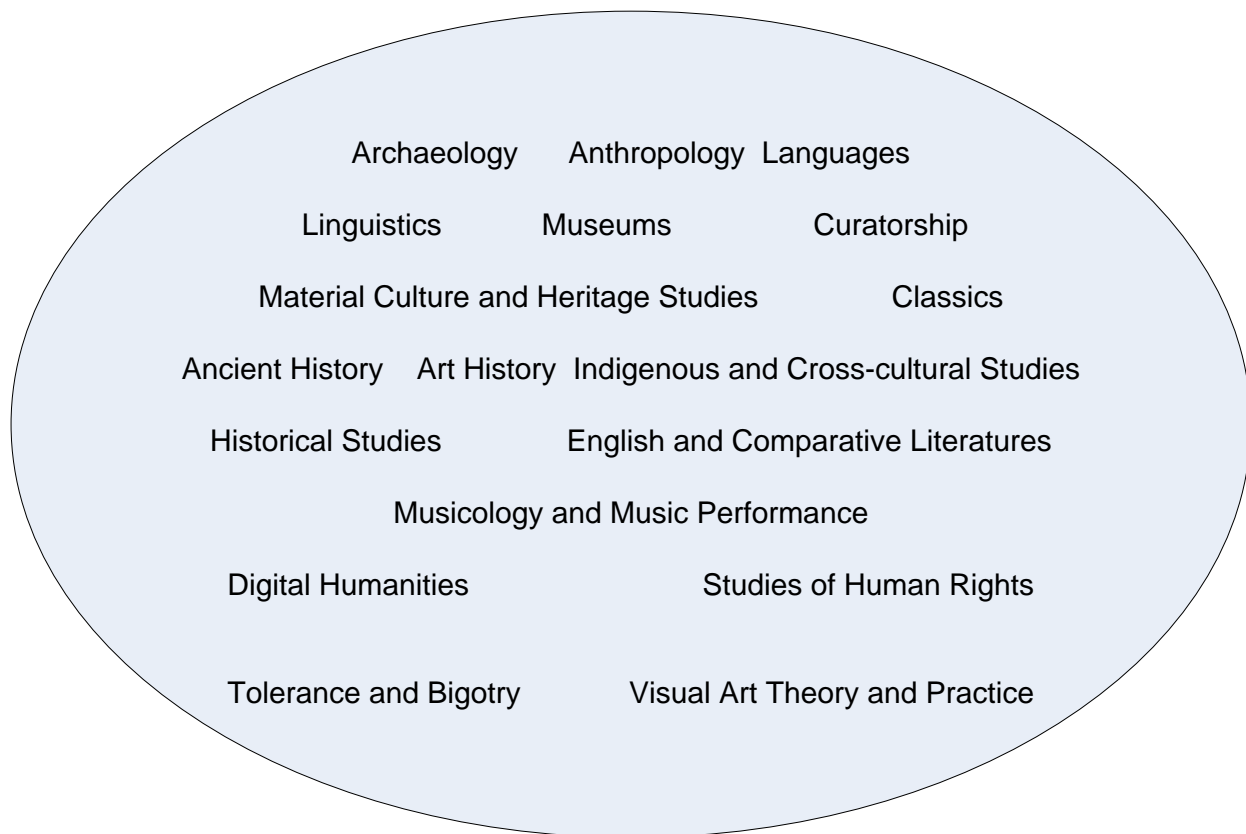 Archaeology Anthropology Languages
Linguistics Museums Curatorship
Material Culture and Heritage Studies Classics
Ancient History Art History Indigenous and Cross-cultural Studies
Historical Studies English and Comparative Literatures
Musicology and Music Performance
Digital Humanities Studies of Human Rights
Tolerance and Bigotry Visual Art Theory and Practice